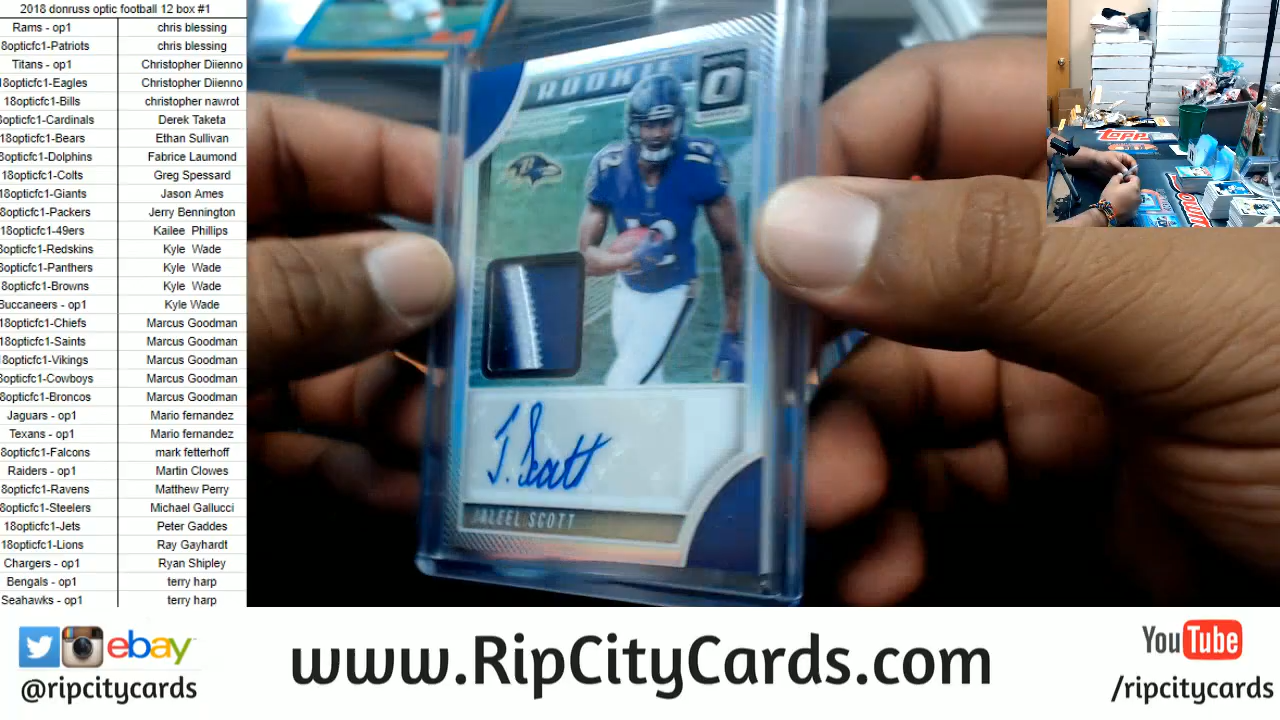 2018 donruss optic football 12 box #1
Rams - op1 chris blessing
8opticfc1-Patriots chris blessing
Titans - op1 Christopher Diienno
18opticfc1-Eagles Christopher Diienno
18opticfc1-Bills christopher nawrot
8opticfc1-Cardinals Derek Taketa
18opticfc1-Bears Ethan Sullivan
8opticfc1-Dolphins Fabrice Laumond
18opticfc1-Colts Greg Spessard
18opticfc1-Giants Jason Ames
8opticfc1-Packers Jerry Bennington
18opticfc1-49ers Kailee Phillips
8opticfc1-Redskins Kyle Wade
8opticfc1-Panthers Kyle Wade
8opticfc1-Browns Kyle Wade
Buccaneers - op1 Kyle Wade
18opticfc1-Chiefs Marcus Goodman
18opticfc1-Saints Marcus Goodman
18opticfc1-Vikings Marcus Goodman
8opticfc1-Cowboys Marcus Goodman
8opticfc1-Broncos Marcus Goodman
Jaguars - op1 Mario fernandez
Texans - op1 Mario fernandez
8opticfc1-Falcons mark fetterhoff
Raiders - op1 Martin Clowes
8opticfc1-Ravens Matthew Perry
8opticfc1-Steelers Michael Gallucci
18opticfc1-Jets Peter Gaddes
18opticfc1-Lions Ray Gayhardt
Chargers - op1 Ryan Shipley
Bengals - op1 terry harp
Seahawks - op1 terry harp
ROOKIE
12
12
J. Scott
JALEEL SCOTT
TOPP
ebay
@ripcitycards
www.RipCityCards.com
YouTube
/ripcitycards